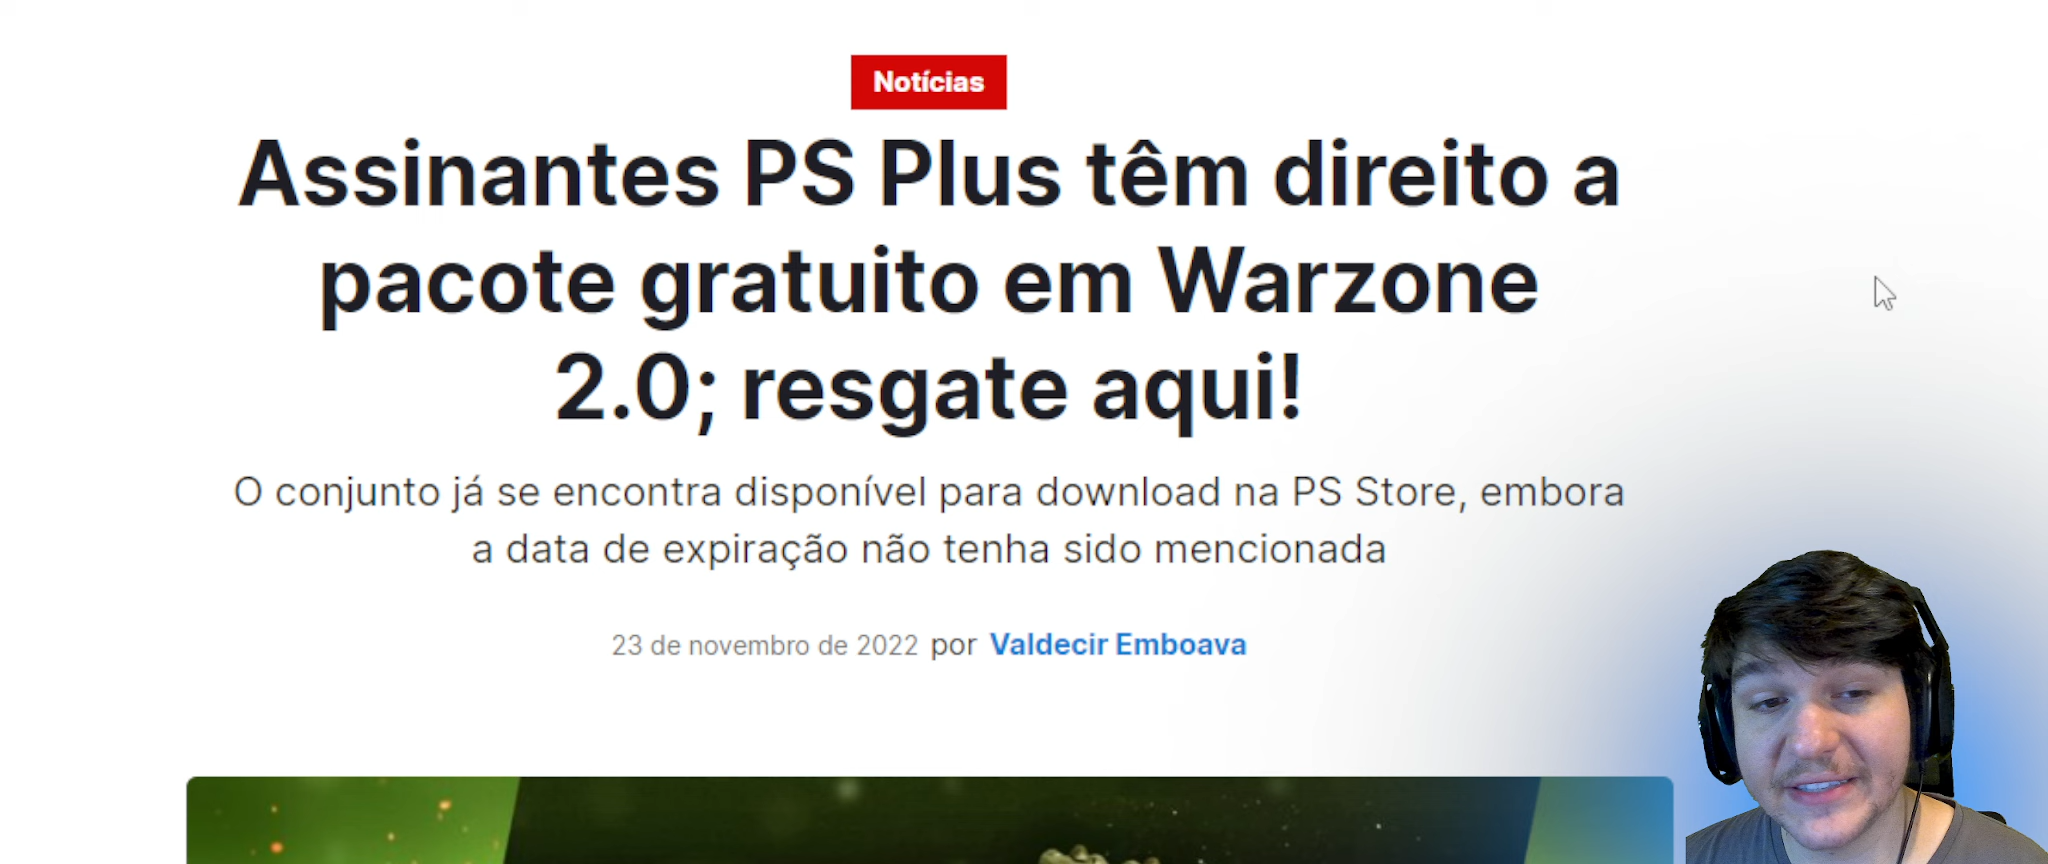 Notícias
Assinantes PS Plus têm direito a
pacote gratuito em Warzone
2.0; resgate aqui!
O conjunto já se encontra disponível para download na PS Store, embora
a data de expiração não tenha sido mencionada
23 de novembro de 2022 por Valdecir Emboava